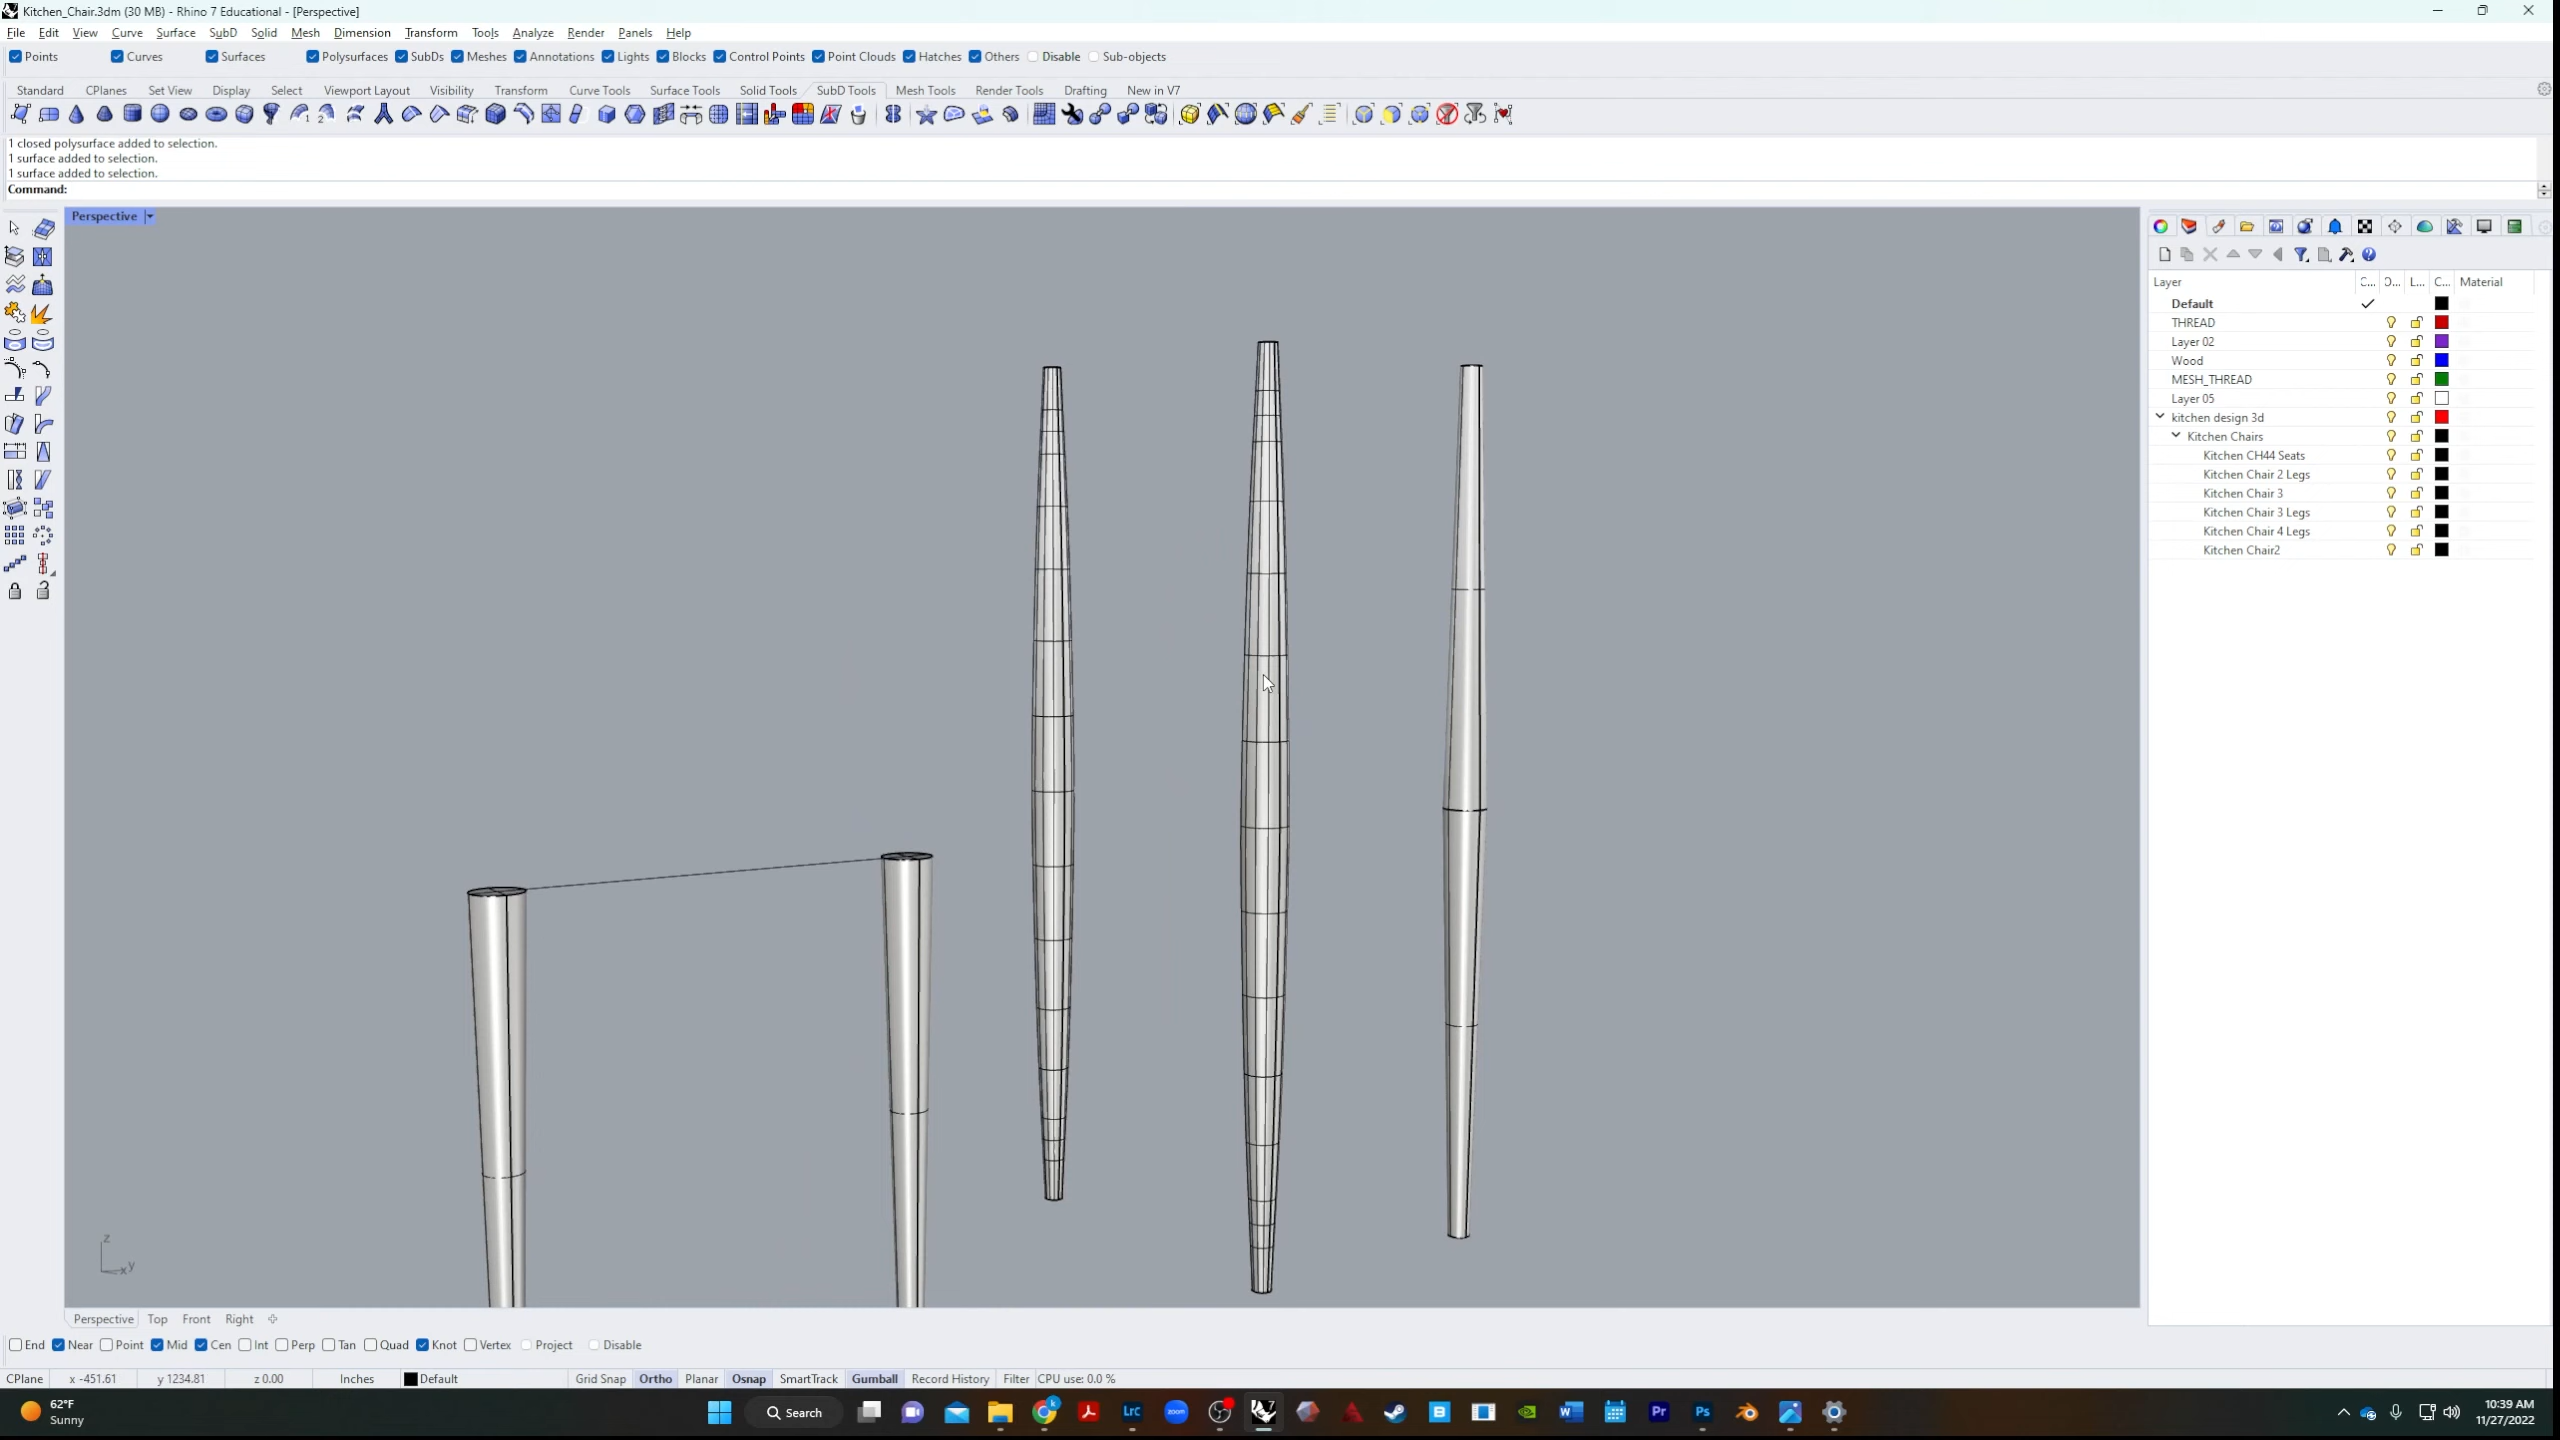 Kitchen_Chair.3dm (30 MB) - Rhino 7 Educational - [Perspective]
File Edit View Curve Surface SubD Solid Mesh Dimension Transform Tools Analyze Render Panels Help
Points Curves Surfaces Polysurfaces SubDs Meshes Annotations Lights Blocks Control Points Point Clouds Hatches Others Disable Sub-objects
Standard CPlanes Set View Display Select Viewport Layout Visibility Transform Curve Tools Surface Tools Solid Tools SubD Tools Mesh Tools Render Tools Drafting New in V7
1 closed polysurface added to selection.
1 surface added to selection.
1 surface added to selection.
Command:
Perspective
Layer C... O... L... C... Material
Default
THREAD
Layer 02
Wood
MESH_THREAD
Layer 05
kitchen design 3d
Kitchen Chairs
Kitchen CH44 Seats
Kitchen Chair 2 Legs
Kitchen Chair 3
Kitchen Chair 3 Legs
Kitchen Chair 4 Legs
Kitchen Chair2
z
x y
Perspective Top Front Right
End Near Point Mid Cen Int Perp Tan Quad Knot Vertex Project Disable
CPlane x -451.61 y 1234.81 z 0.00 Inches Default Grid Snap Ortho Planar Osnap SmartTrack Gumball Record History Filter CPU use: 0.0 %
62°F
Sunny
Search
Lrc
zoom
7
Pr
Ps
10:39 AM
11/27/2022